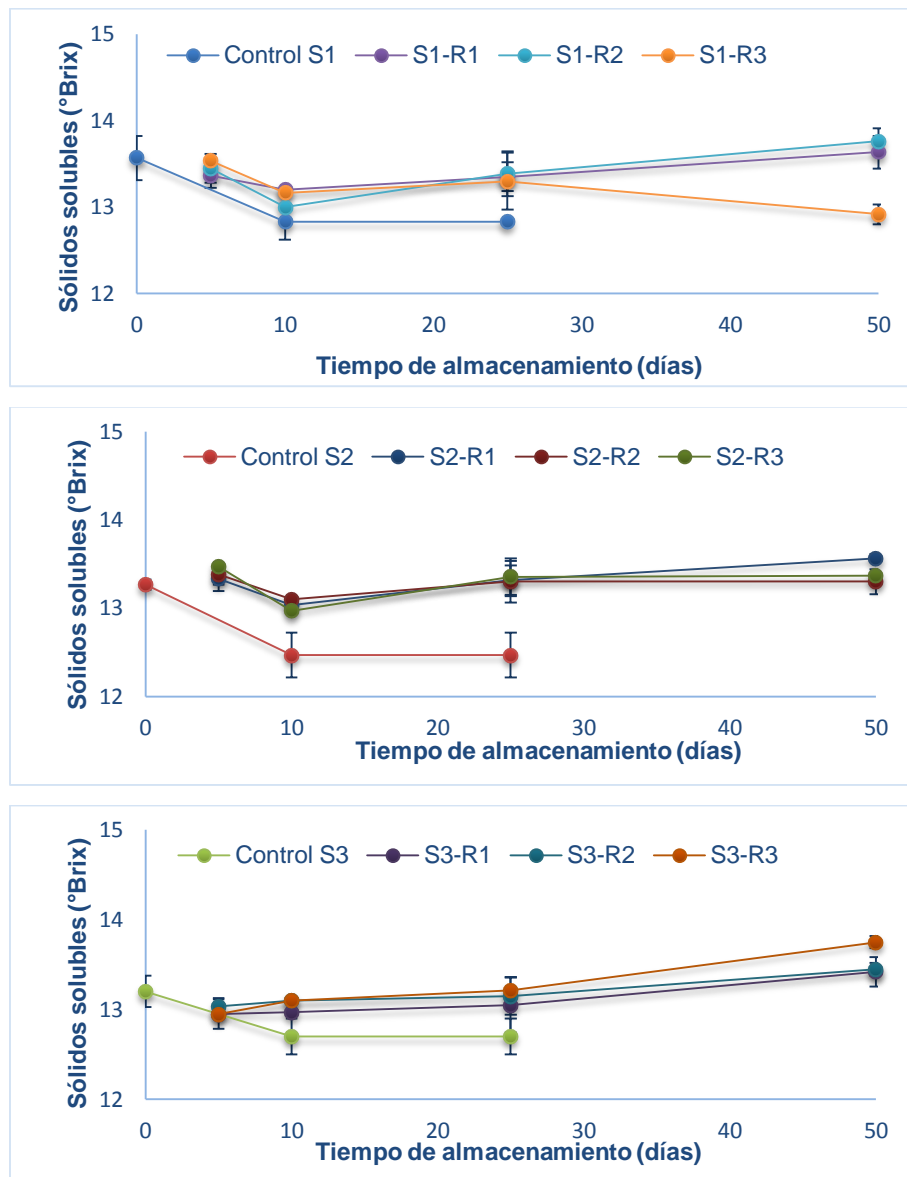 Sólidos solubles (°Brix)
15
14
13
12
Control S1 S1-R1 S1-R2 S1-R3
0 10 20 30 40 50
Tiempo de almacenamiento (días)
Sólidos solubles (°Brix)
15
14
13
12
Control S2 S2-R1 S2-R2 S2-R3
0 10 20 30 40 50
Tiempo de almacenamiento (días)
Sólidos solubles (°Brix)
15
14
13
12
Control S3 S3-R1 S3-R2 S3-R3
0 10 20 30 40 50
Tiempo de almacenamiento (días)